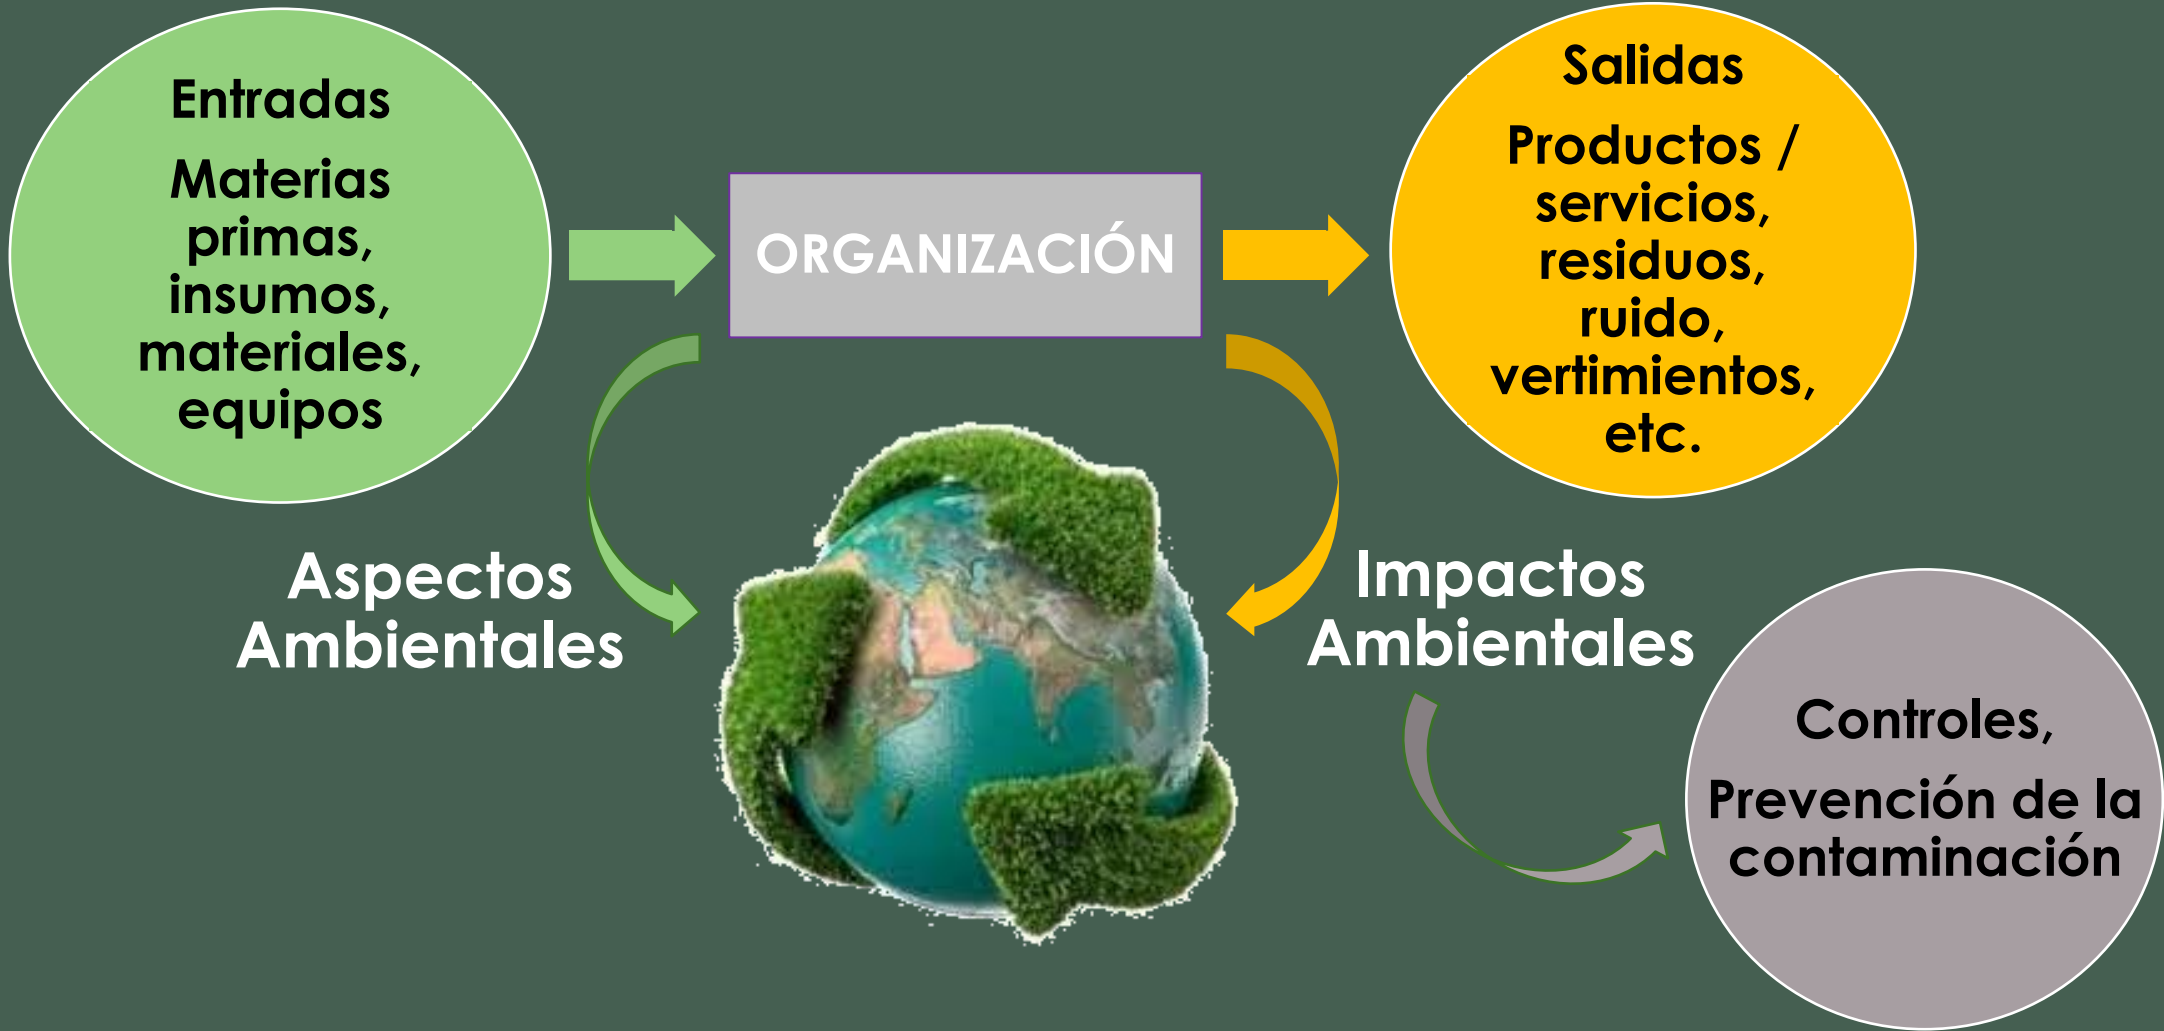 Entradas
Materias
primas,
insumos,
materiales,
equipos
ORGANIZACIÓN
Salidas
Productos /
servicios,
residuos,
ruido,
vertimientos,
etc.
Aspectos
Ambientales
Impactos
Ambientales
Controles,
Prevención de la
contaminación